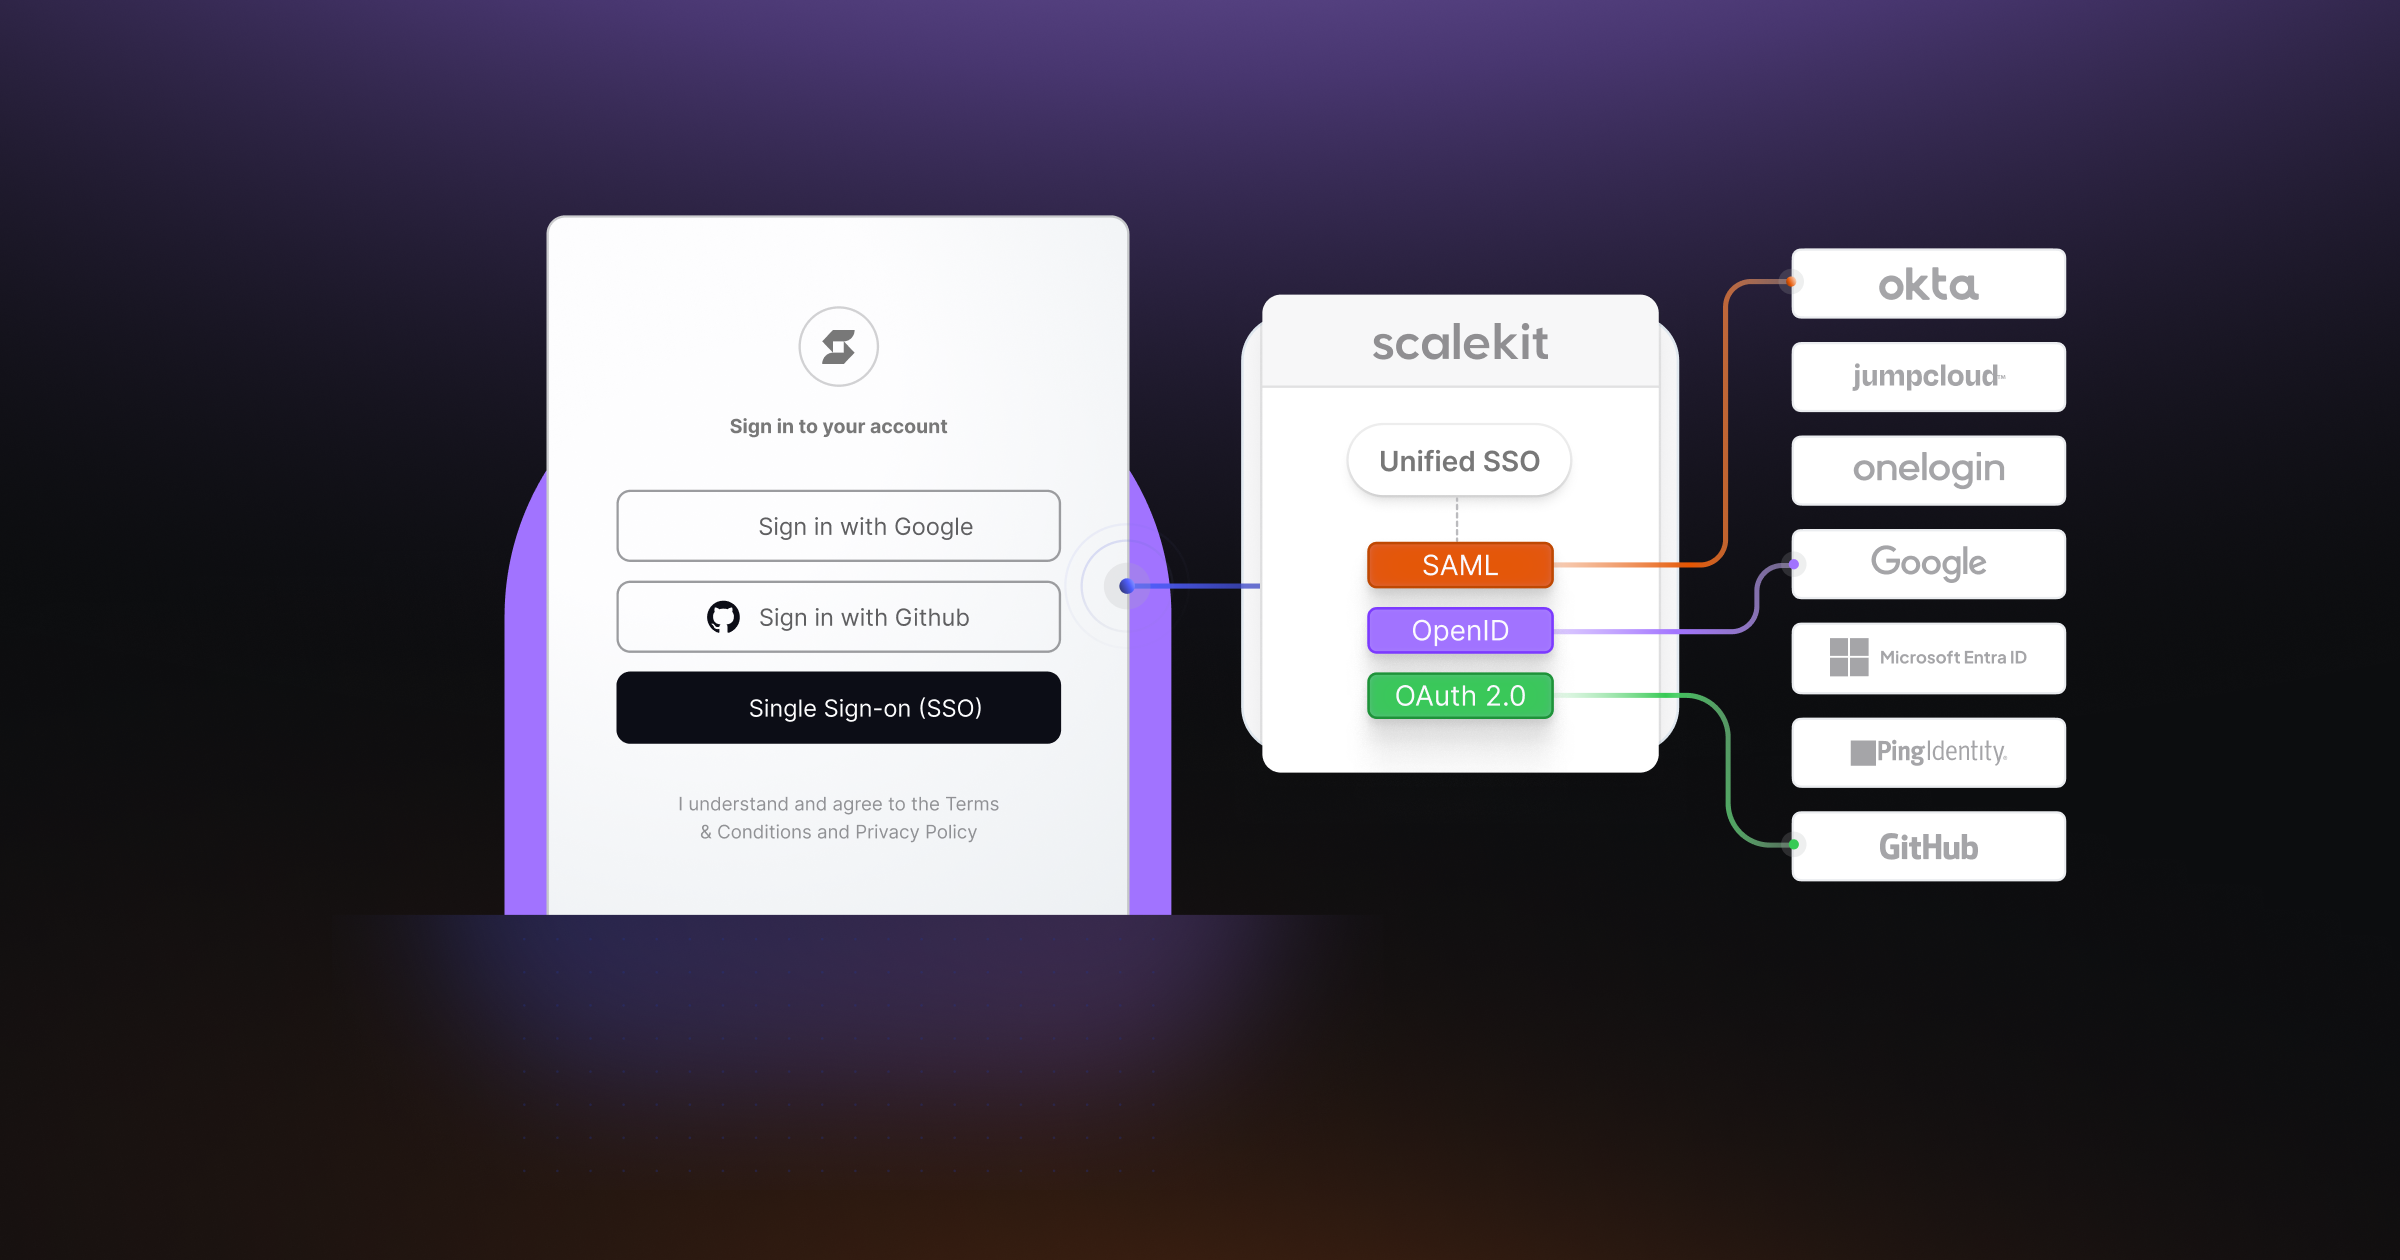 Sign in to your account
Sign in with Google
Sign in with Github
Single Sign-on (SSO)
I understand and agree to the Terms
& Conditions and Privacy Policy
scalekit
Unified SSO
SAML
OpenID
OAuth 2.0
okta
jumpcloud™
onelogin
Google
Microsoft Entra ID
PingIdentity®
GitHub